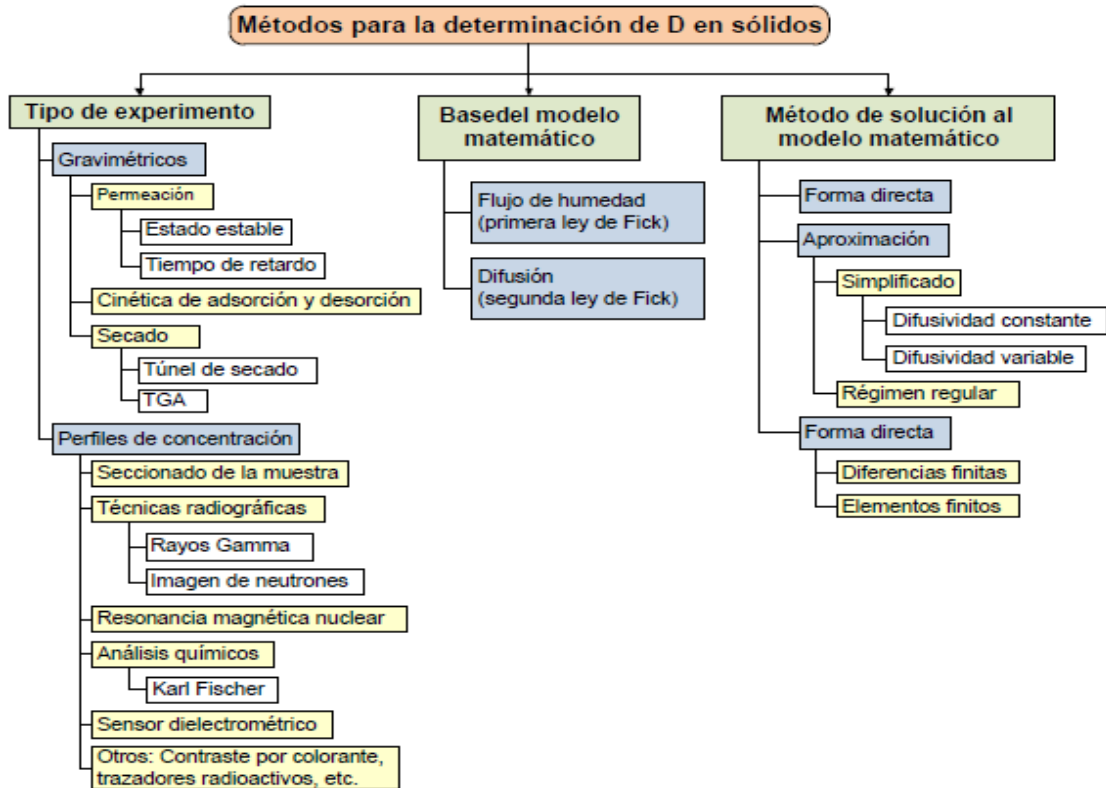 Métodos para la determinación de D en sólidos
Tipo de experimento
Gravimétricos
Permeación
Estado estable
Tiempo de retardo
Cinética de adsorción y desorción
Secado
Túnel de secado
TGA
Perfiles de concentración
Seccionado de la muestra
Técnicas radiográficas
Rayos Gamma
Imagen de neutrones
Resonancia magnética nuclear
Análisis químicos
Karl Fischer
Sensor dielectrométrico
Otros: Contraste por colorante,
trazadores radioactivos, etc.
Basedel modelo
matemático
Flujo de humedad
(primera ley de Fick)
Difusión
(segunda ley de Fick)
Método de solución al
modelo matemático
Forma directa
Aproximación
Simplificado
Difusividad constante
Difusividad variable
Régimen regular
Forma directa
Diferencias finitas
Elementos finitos